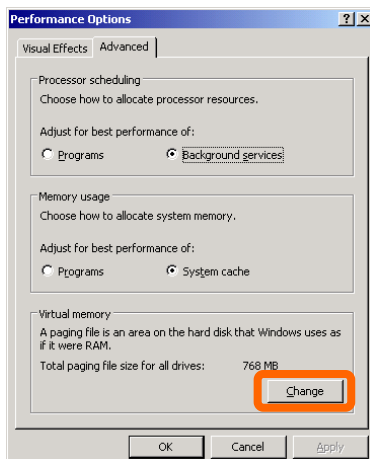 Performance Options
Visual Effects Advanced
Processor scheduling
Choose how to allocate processor resources.
Adjust for best performance of:
Programs Background services
Memory usage
Choose how to allocate system memory.
Adjust for best performance of:
Programs System cache
Virtual memory
A paging file is an area on the hard disk that Windows uses as
if it were RAM.
Total paging file size for all drives: 768 MB
Change
OK Cancel Apply